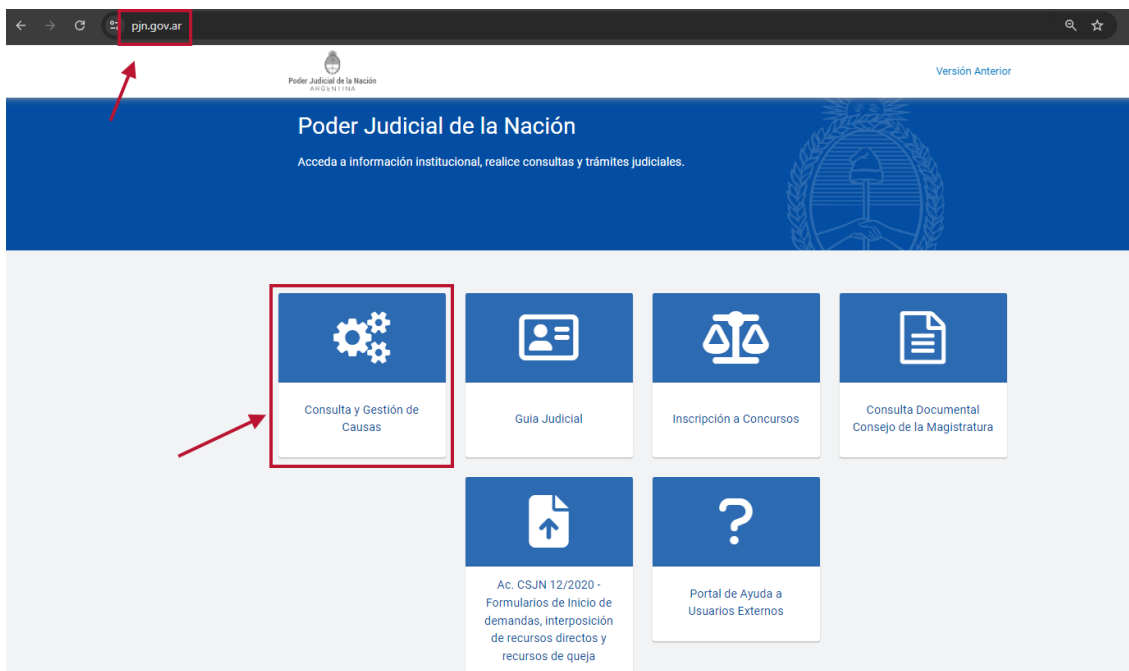 pjn.gov.ar
Poder Judicial de la Nación
ARGENTINA
Versión Anterior
Poder Judicial de la Nación
Acceda a información institucional, realice consultas y trámites judiciales.
Consulta y Gestión de
Causas
Guia Judicial
Inscripción a Concursos
Consulta Documental
Consejo de la Magistratura
Ac. CSJN 12/2020 -
Formularios de Inicio de
demandas, interposición
de recursos directos y
recursos de queja
Portal de Ayuda a
Usuarios Externos